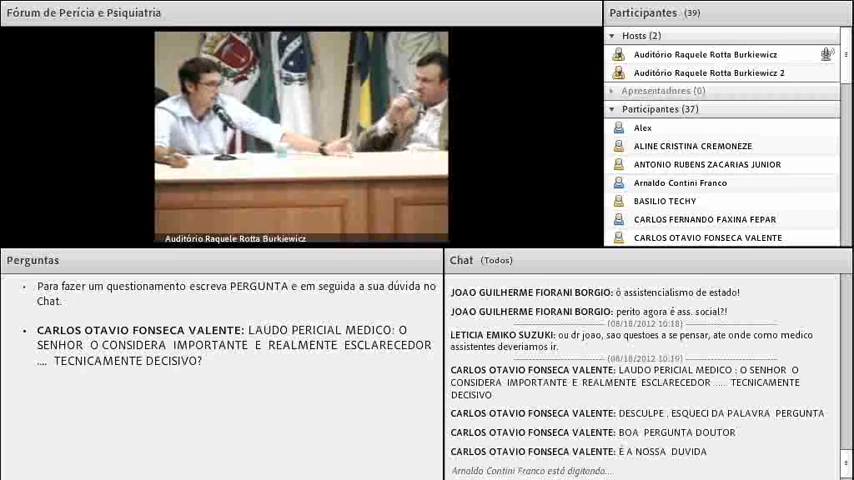 Fórum de Perícia e Psiquiatria
Auditório Raquele Rotta Burkiewicz
Participantes (39)
Hosts (2)
Auditório Raquele Rotta Burkiewicz
Auditório Raquele Rotta Burkiewicz 2
Apresentadores (0)
Participantes (37)
Alex
ALINE CRISTINA CREMONEZE
ANTONIO RUBENS ZACARIAS JUNIOR
Arnaldo Contini Franco
BASILIO TECHY
CARLOS FERNANDO FAXINA FEPAR
CARLOS OTAVIO FONSECA VALENTE
Perguntas
• Para fazer um questionamento escreva PERGUNTA e em seguida a sua dúvida no
Chat.
• CARLOS OTAVIO FONSECA VALENTE: LAUDO PERICIAL MEDICO: O
SENHOR O CONSIDERA IMPORTANTE E REALMENTE ESCLARECEDOR
.... TECNICAMENTE DECISIVO?
Chat (Todos)
JOAO GUILHERME FIORANI BORGIO: ô assistencialismo de estado!
JOAO GUILHERME FIORANI BORGIO: perito agora é ass. social?!
(08/18/2012 10:18)
LETICIA EMIKO SUZUKI: ou dr joao, sao questoes a se pensar, ate onde como medico
assistentes deveriamos ir.
(08/18/2012 10:19)
CARLOS OTAVIO FONSECA VALENTE: LAUDO PERICIAL MEDICO : O SENHOR O
CONSIDERA IMPORTANTE E REALMENTE ESCLARECEDOR ..... TECNICAMENTE
DECISIVO
CARLOS OTAVIO FONSECA VALENTE: DESCULPE , ESQUECI DA PALAVRA PERGUNTA
CARLOS OTAVIO FONSECA VALENTE: BOA PERGUNTA DOUTOR
CARLOS OTAVIO FONSECA VALENTE: É A NOSSA DUVIDA
Arnaldo Contini Franco está digitando...